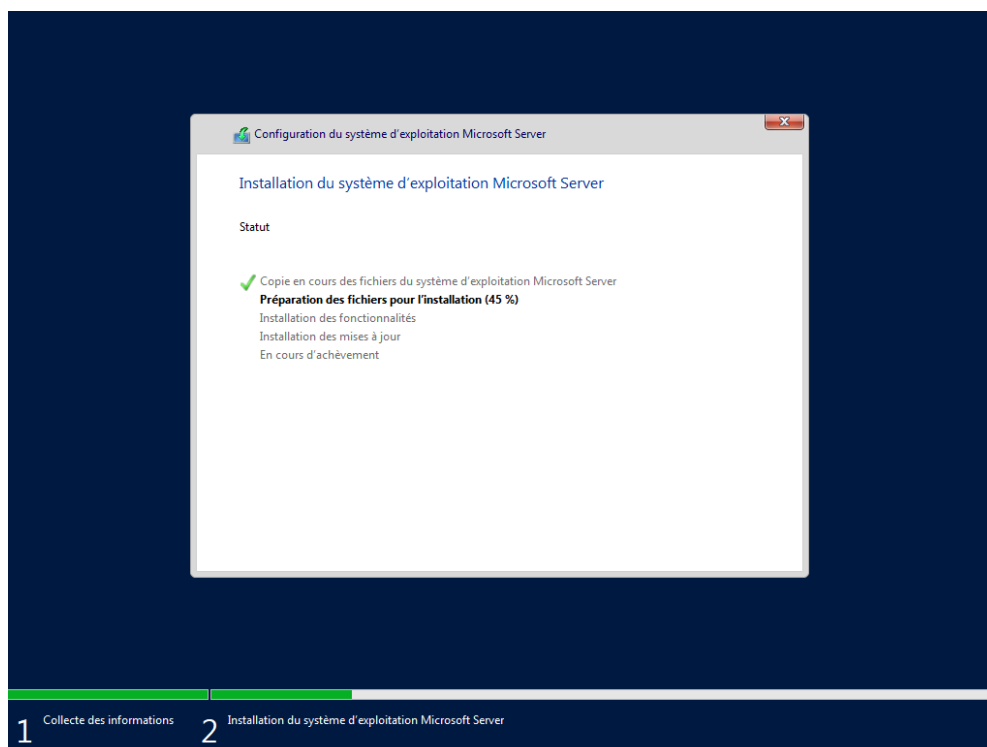 Configuration du système d'exploitation Microsoft Server
Installation du système d'exploitation Microsoft Server
Statut
Copie en cours des fichiers du système d'exploitation Microsoft Server
Préparation des fichiers pour l'installation (45 %)
Installation des fonctionnalités
Installation des mises à jour
En cours d'achèvement
1 Collecte des informations
2 Installation du système d'exploitation Microsoft Server